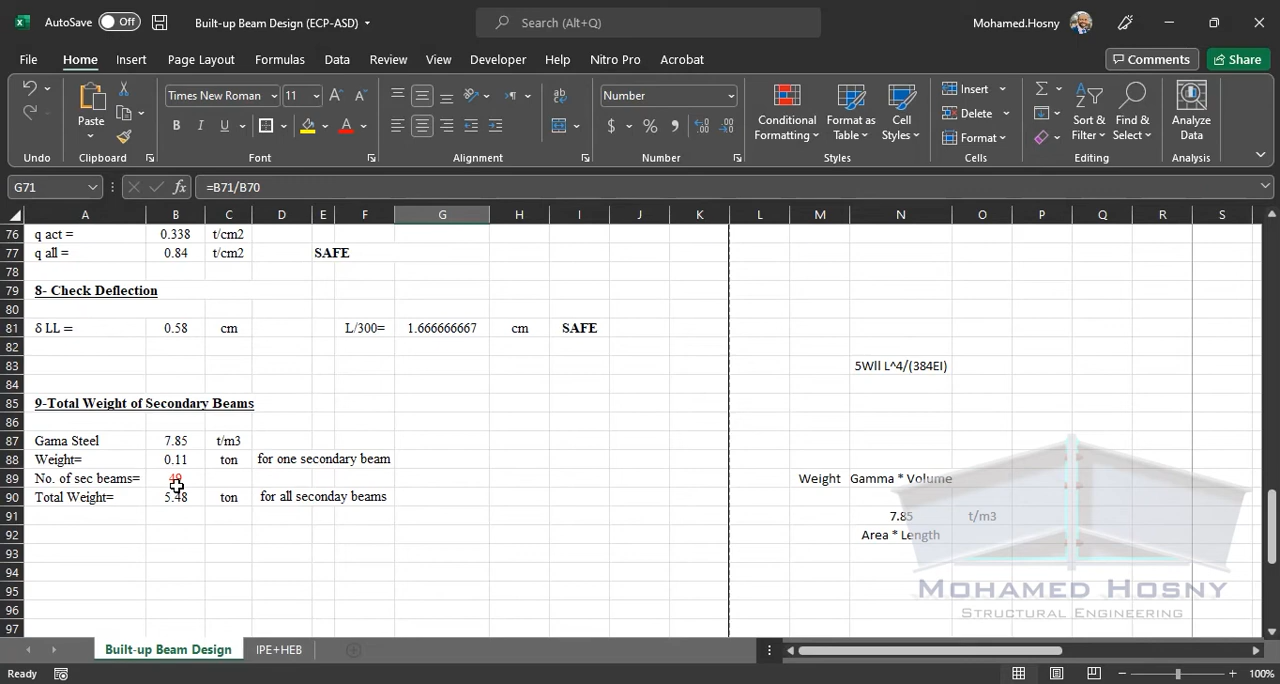 AutoSave Off Built-up Beam Design (ECP-ASD) Search (Alt+Q) Mohamed.Hosny
File Home Insert Page Layout Formulas Data Review View Developer Help Nitro Pro Acrobat Comments Share
Times New Roman 11 Number Insert
Paste Conditional Formatting Format as Table Cell Styles Delete Sort & Filter Find & Select Analyze Data
B I U $ % Format
Undo Clipboard Font Alignment Number Styles Cells Editing Analysis
G71 fx =B71/B70
A B C D E F G H I J K L M N O P Q R S
76 q act = 0.338 t/cm2
77 q all = 0.84 t/cm2 SAFE
78
79 8- Check Deflection
80
81 δ LL = 0.58 cm L/300= 1.666666667 cm SAFE
82
83 5Wll L^4/(384EI)
84
85 9-Total Weight of Secondary Beams
86
87 Gama Steel 7.85 t/m3
88 Weight= 0.11 ton for one secondary beam
89 No. of sec beams= 49 Weight Gamma * Volume
90 Total Weight= 5.48 ton for all seconday beams
91 7.85 t/m3
92 Area * Length
93
94
95
96
97
MOHAMED HOSNY
STRUCTURAL ENGINEERING
Built-up Beam Design IPE+HEB
Ready 100%